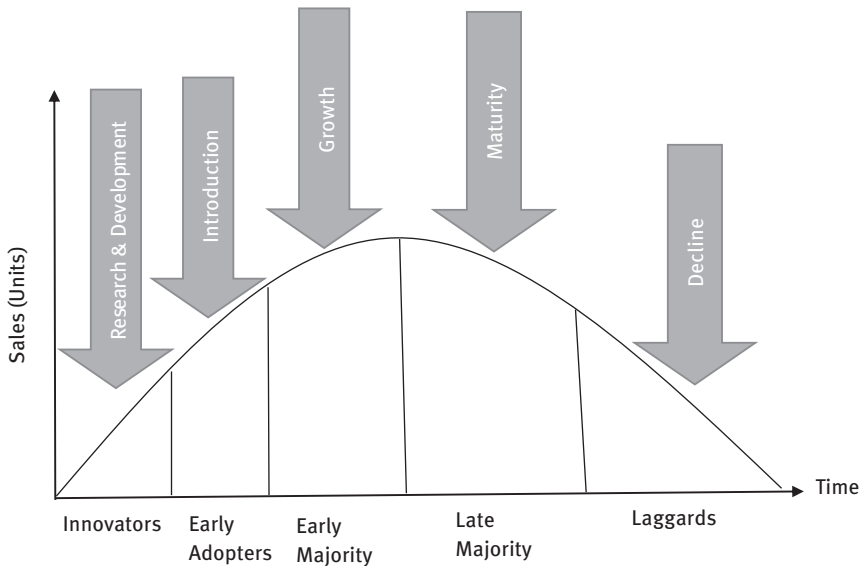 Research & Development
Introduction
Growth
Maturity
Decline
Sales (Units)
Time
Innovators
Early
Adopters
Early
Majority
Late
Majority
Laggards